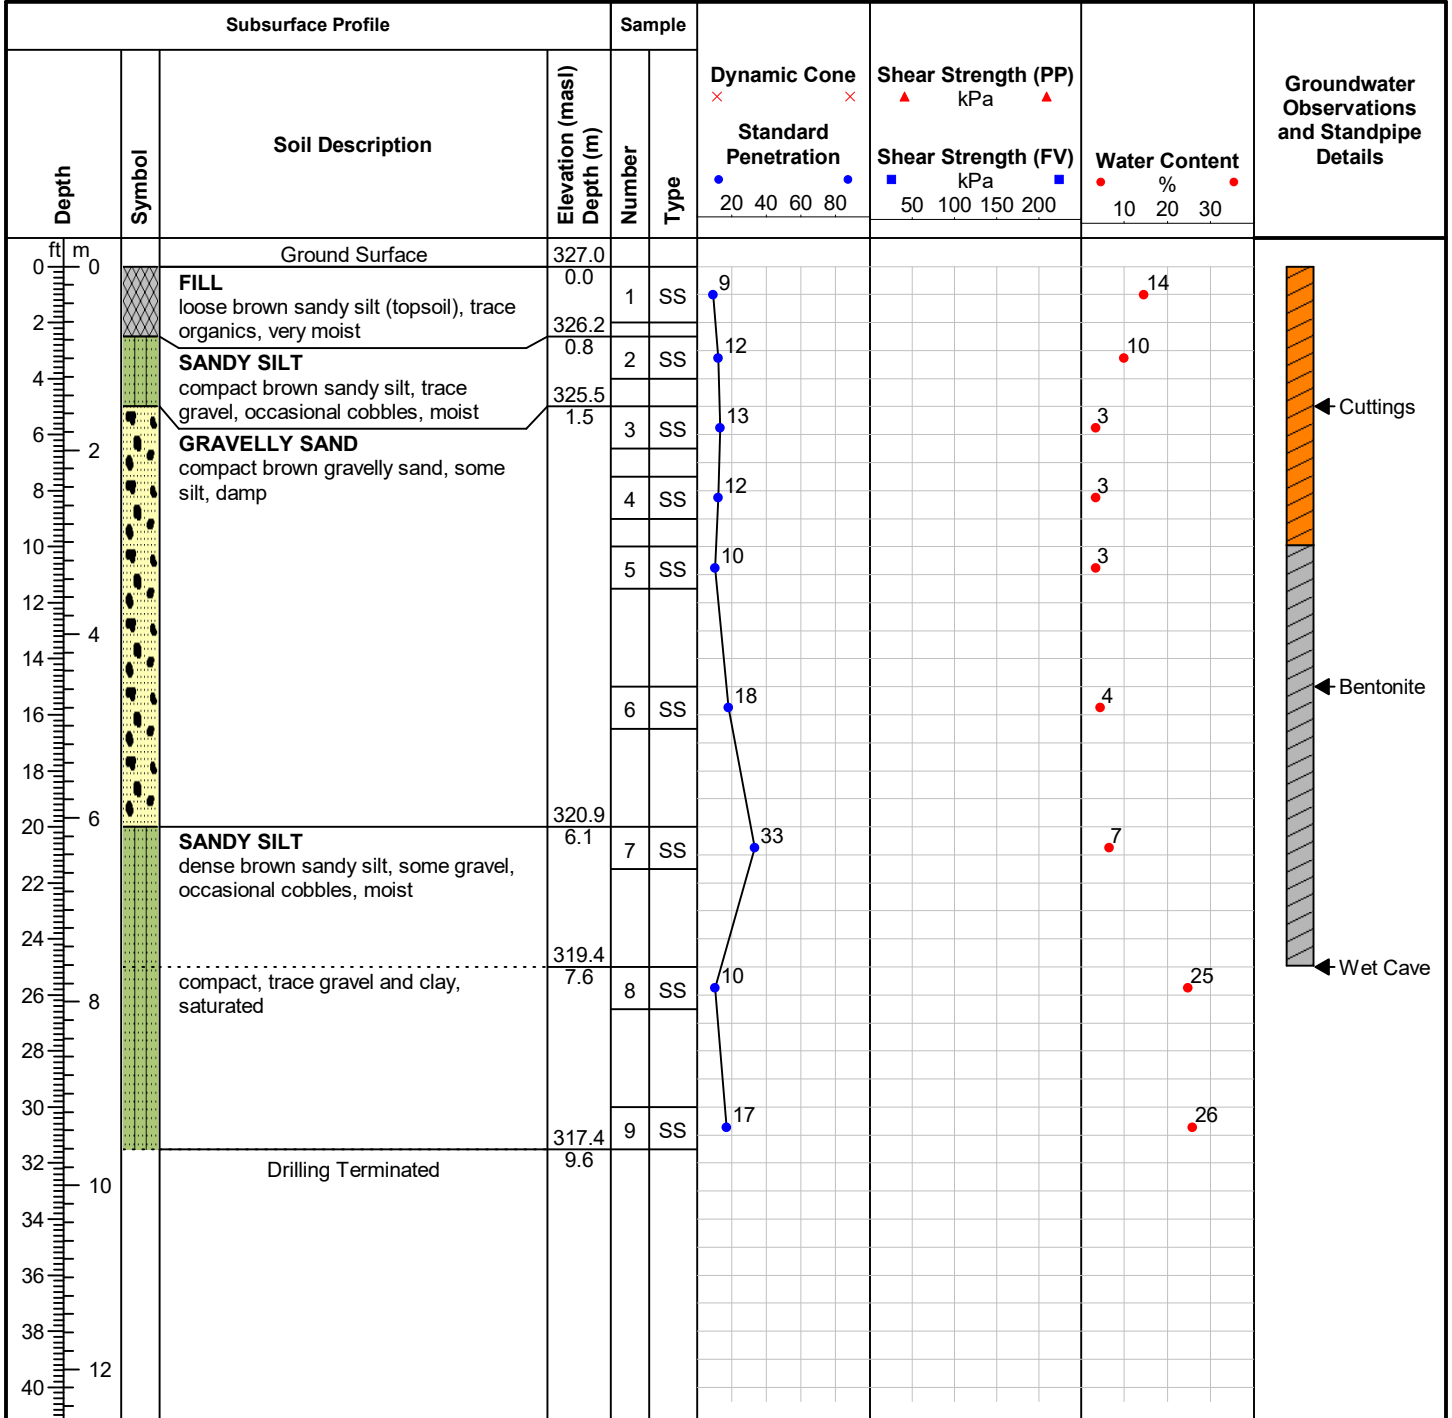 Subsurface Profile
Sample
Depth
Symbol
Soil Description
Elevation (masl)
Depth (m)
Number
Type
Dynamic Cone
Standard
Penetration
20 40 60 80
Shear Strength (PP)
kPa
Shear Strength (FV)
kPa
50 100 150 200
Water Content
%
10 20 30
Groundwater
Observations
and Standpipe
Details
ft m
Ground Surface
327.0
0 0
0.0
FILL
loose brown sandy silt (topsoil), trace
organics, very moist
1 SS
9
14
2
326.2
0.8
SANDY SILT
compact brown sandy silt, trace
gravel, occasional cobbles, moist
2 SS
12
10
4
325.5
1.5
Cuttings
GRAVELLY SAND
compact brown gravelly sand, some
silt, damp
6
2
3 SS
13
3
8
4 SS
12
3
10
5 SS
10
3
12
4
14
Bentonite
16
6 SS
18
4
18
6
320.9
20
6.1
SANDY SILT
dense brown sandy silt, some gravel,
occasional cobbles, moist
7 SS
33
7
22
24
319.4
7.6
Wet Cave
compact, trace gravel and clay,
saturated
8 SS
10
25
26
8
28
30
9 SS
17
26
317.4
9.6
32
Drilling Terminated
10
34
36
38
12
40